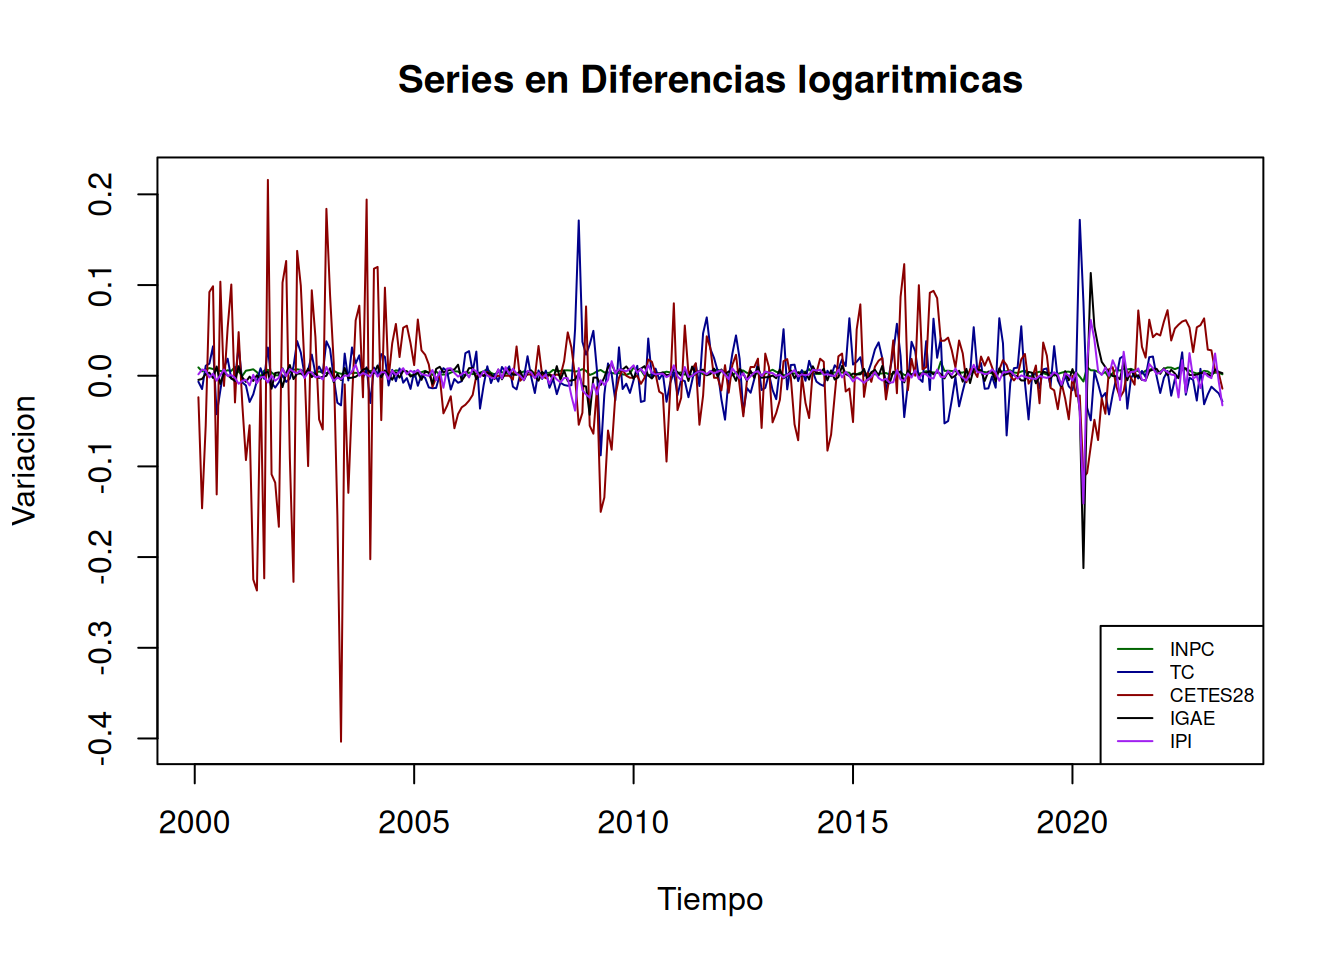 Series en Diferencias logaritmicas
Variacion
0.2
0.1
0.0
-0.1
-0.2
-0.3
-0.4
INPC
TC
CETES28
IGAE
IPI
2000 2005 2010 2015 2020
Tiempo